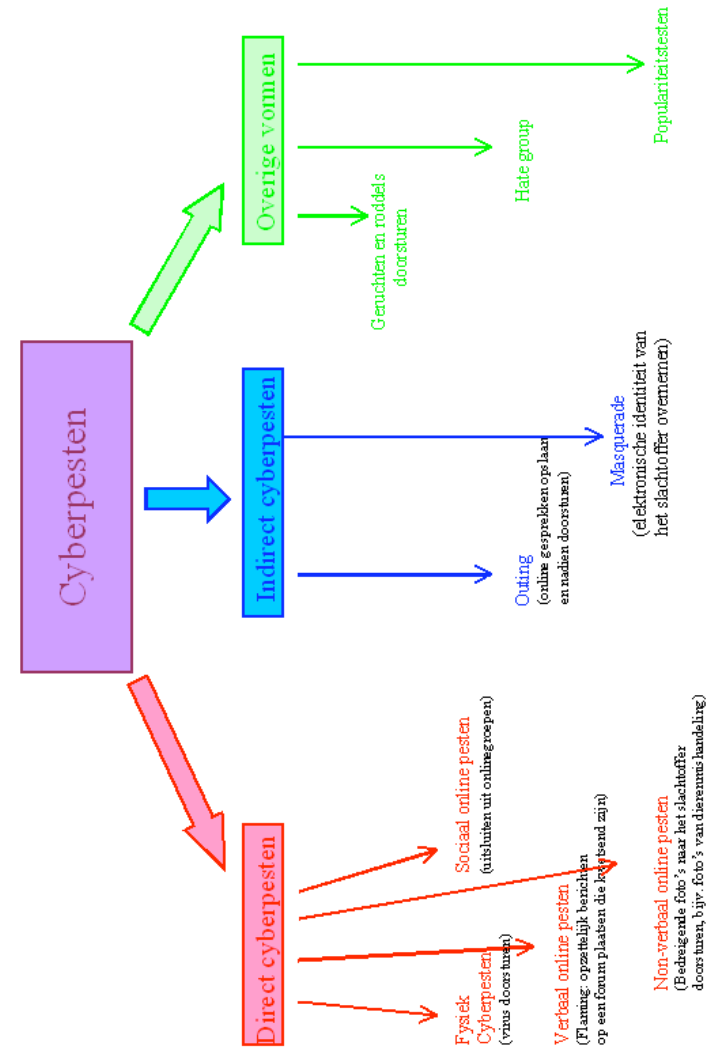 Cyberpesten
Direct cyberpesten
Fysiek
Cyberpesten
(virus doorsturen)
Verbaal online pesten
(Flaming: opzettelijk berichten
op een forum plaatsen die kwetsend zijn)
Sociaal online pesten
(uitsluiten uit onlinegroepen)
Non-verbaal online pesten
(Bedreigende foto's naar het slachtoffer
doorsturen, bijv. foto's van dierenmishandeling)
Indirect cyberpesten
Outing
(online gesprekken opslaan
en nadien doorsturen)
Masquerade
(elektronische identiteit van
het slachtoffer overnemen)
Overige vormen
Geruchten en roddels
doorsturen
Hate group
Populariteitstesten